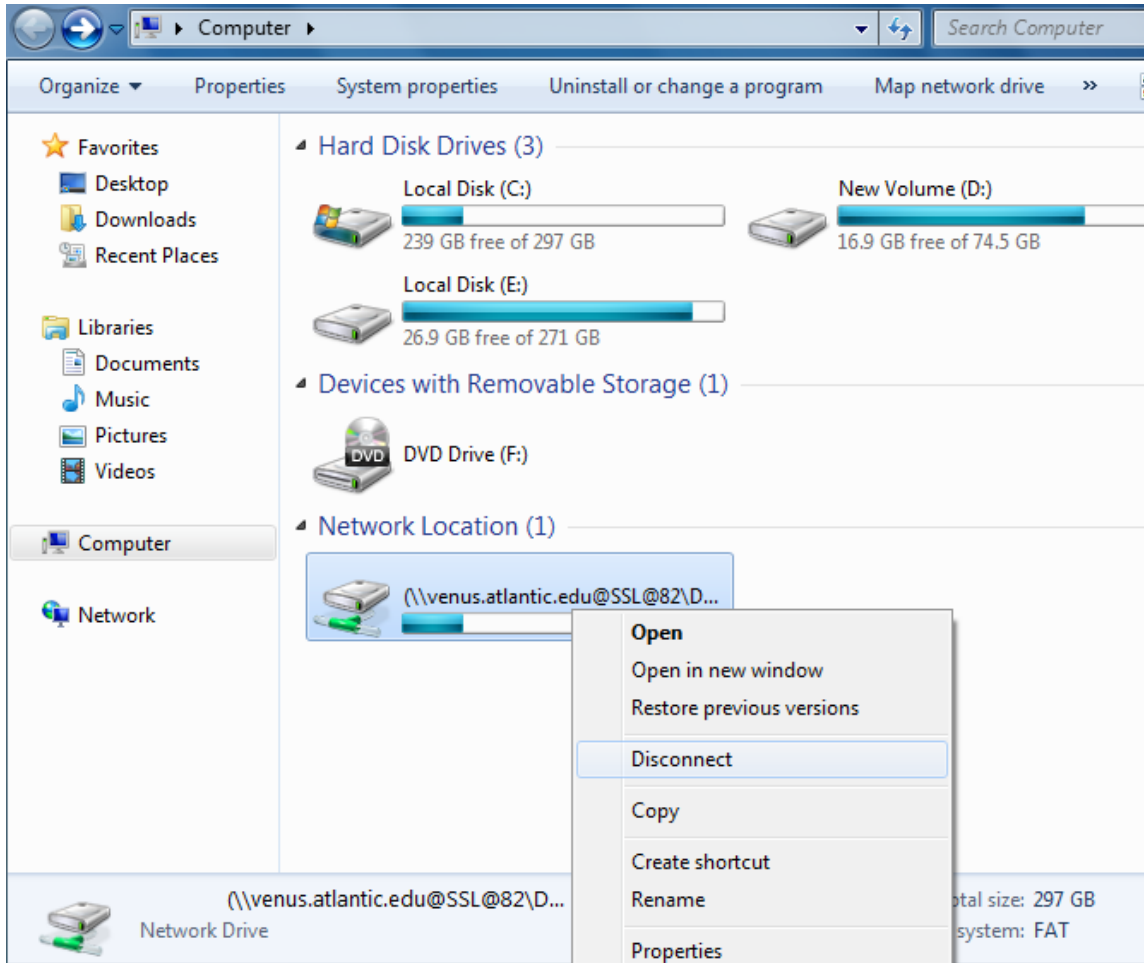 Computer
Search Computer
Organize Properties System properties Uninstall or change a program Map network drive »
Favorites
Desktop
Downloads
Recent Places
Libraries
Documents
Music
Pictures
Videos
Computer
Network
Hard Disk Drives (3)
Local Disk (C:)
239 GB free of 297 GB
New Volume (D:)
16.9 GB free of 74.5 GB
Local Disk (E:)
26.9 GB free of 271 GB
Devices with Removable Storage (1)
DVD
DVD Drive (F:)
Network Location (1)
(\\venus.atlantic.edu@SSL@82\D...
Open
Open in new window
Restore previous versions
Disconnect
Copy
Create shortcut
Rename
Properties
(\\venus.atlantic.edu@SSL@82\D...
Network Drive
size: 297 GB
system: FAT